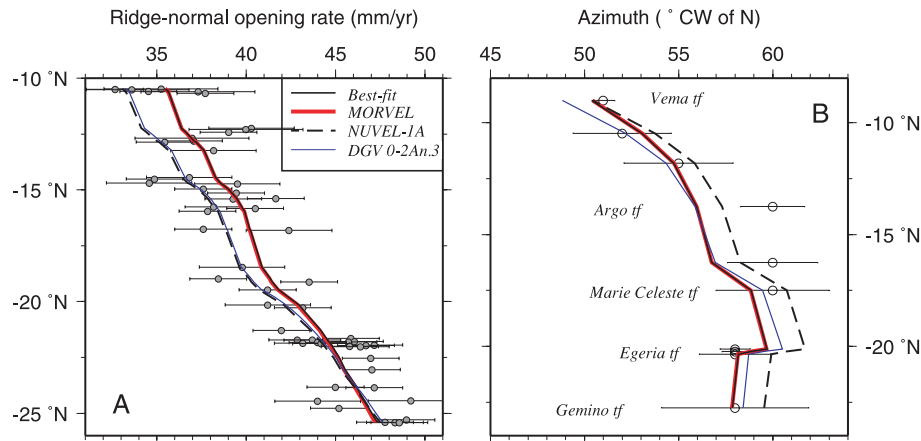 Ridge-normal opening rate (mm/yr)
35 40 45 50
-10 °N
-15 °N
-20 °N
-25 °N
Best-fit
MORVEL
NUVEL-1A
DGV 0-2An.3
A
Azimuth ( ° CW of N)
45 50 55 60
Vema tf
B
-10 °N
Argo tf
-15 °N
Marie Celeste tf
Egeria tf
-20 °N
Gemino tf